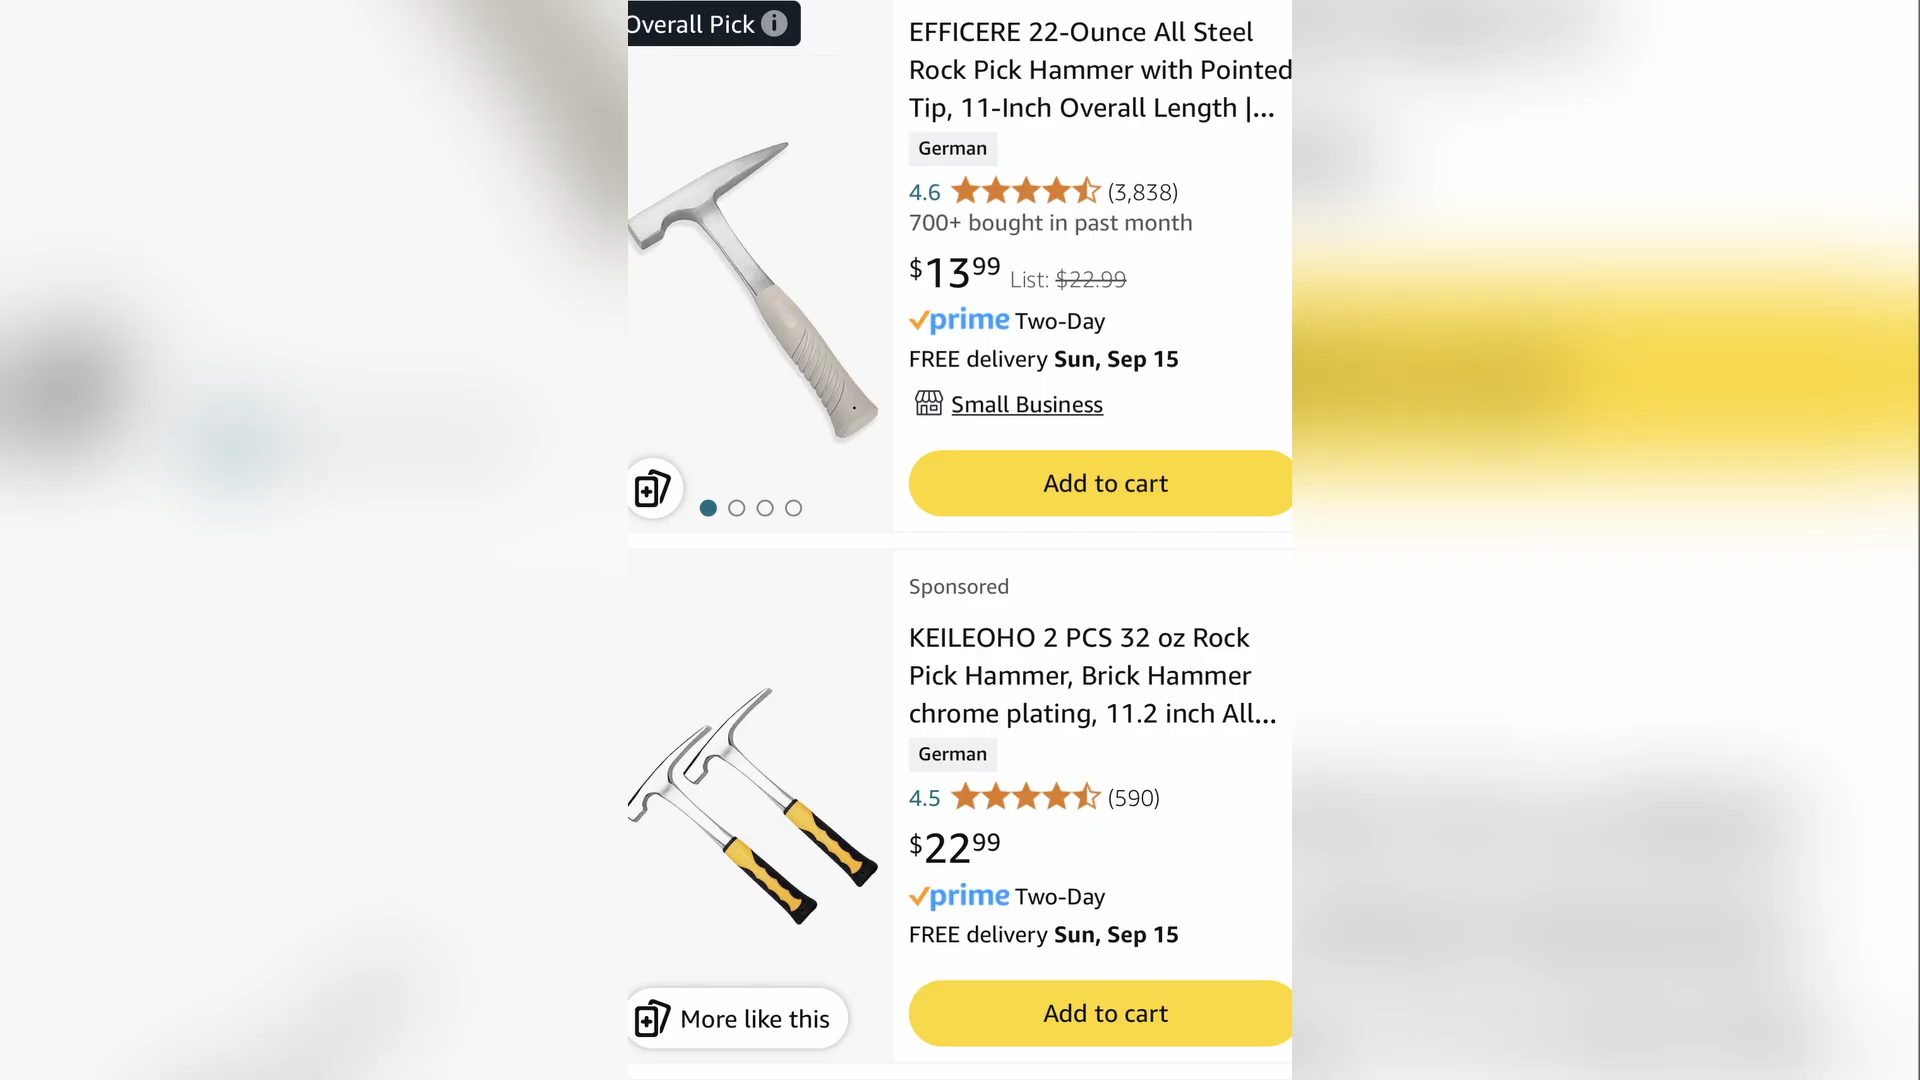 Overall Pick
EFFICERE 22-Ounce All Steel
Rock Pick Hammer with Pointed
Tip, 11-Inch Overall Length |...
German
4.6 (3,838)
700+ bought in past month
$13 99 List: $22.99
prime Two-Day
FREE delivery Sun, Sep 15
Small Business
Add to cart
Sponsored
KEILEOHO 2 PCS 32 oz Rock
Pick Hammer, Brick Hammer
chrome plating, 11.2 inch All...
German
4.5 (590)
$22 99
prime Two-Day
FREE delivery Sun, Sep 15
More like this
Add to cart